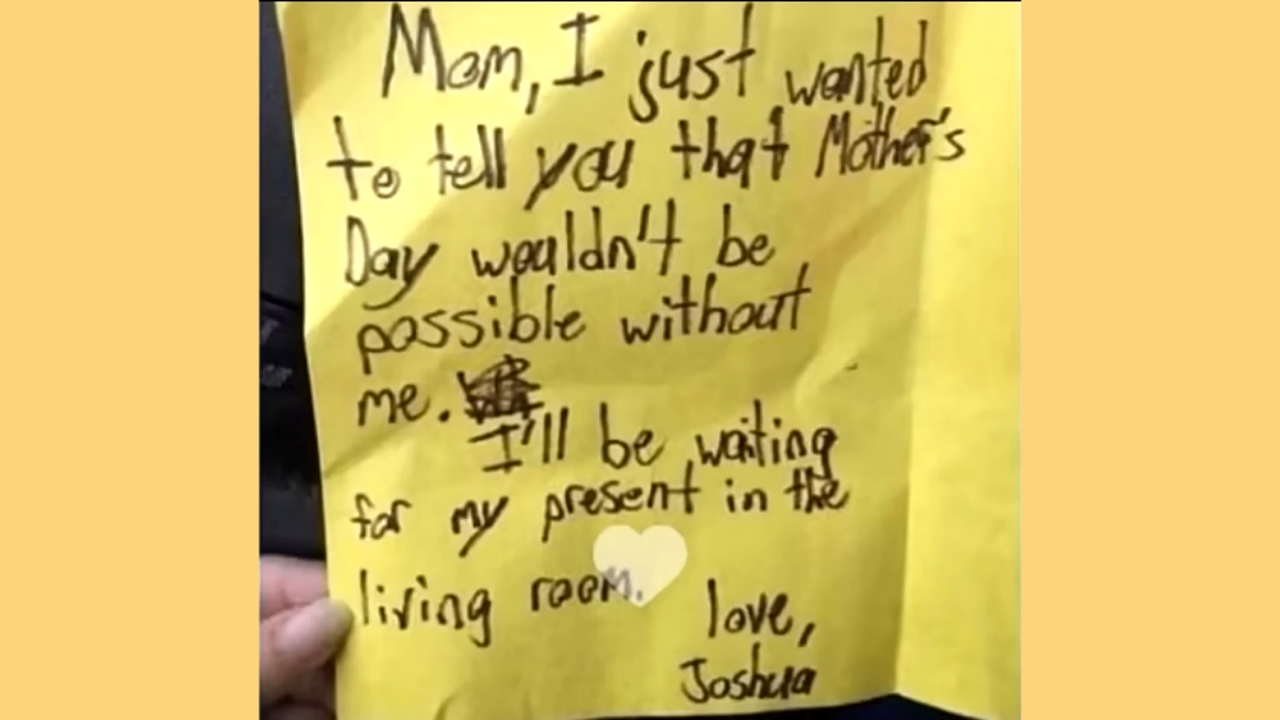 Mom, I just wanted
to tell you that Mother's
Day wouldn't be
possible without
me.
I'll be waiting
for my present in the
living room.
love,
Joshua